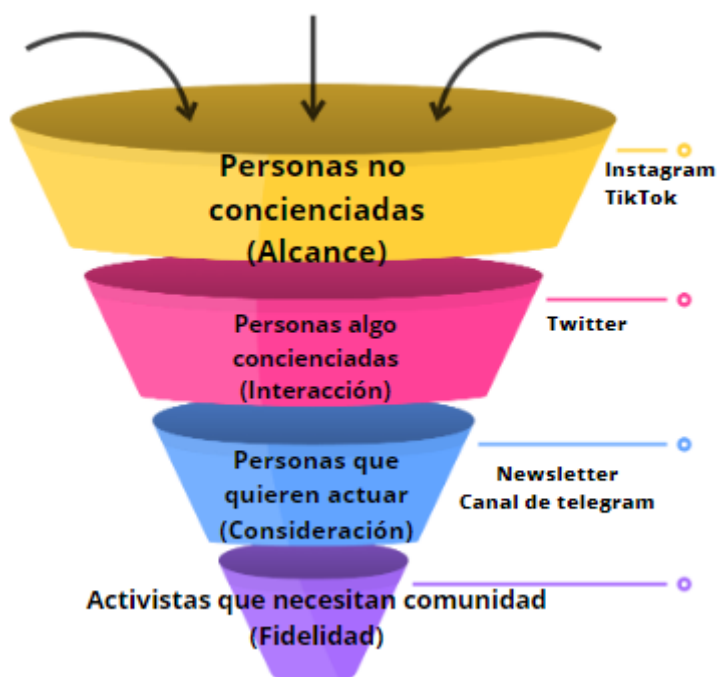 Personas no
concienciadas
(Alcance)
Instagram
TikTok
Personas algo
concienciadas
(Interacción)
Twitter
Personas que
quieren actuar
(Consideración)
Newsletter
Canal de telegram
Activistas que necesitan comunidad
(Fidelidad)